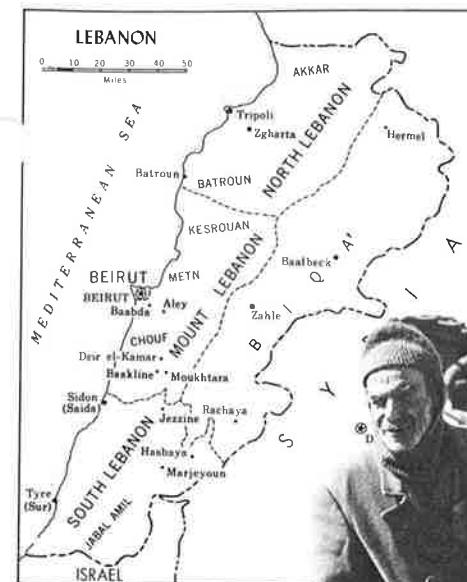 LEBANON
0 10 20 30 40 50
Miles
AKKAR
Tripoli
Zgharta
Hermel
NORTH LEBANON
Batroun
BATROUN
MEDITERRANEAN SEA
KESROUAN
Baalbeck
BEIRUT
METN
MOUNT LEBANON
BEIRUT
Baabda
Aley
Zahle
BIQA'
CHOUF
Deir el-Kamar
Baakline
Moukhtara
SYRIA
Sidon
(Saida)
Jezzine
Rachaya
D
Hasbaya
Marjeyoun
SOUTH LEBANON
Tyre
(Sur)
JABAL AMIL
ISRAEL